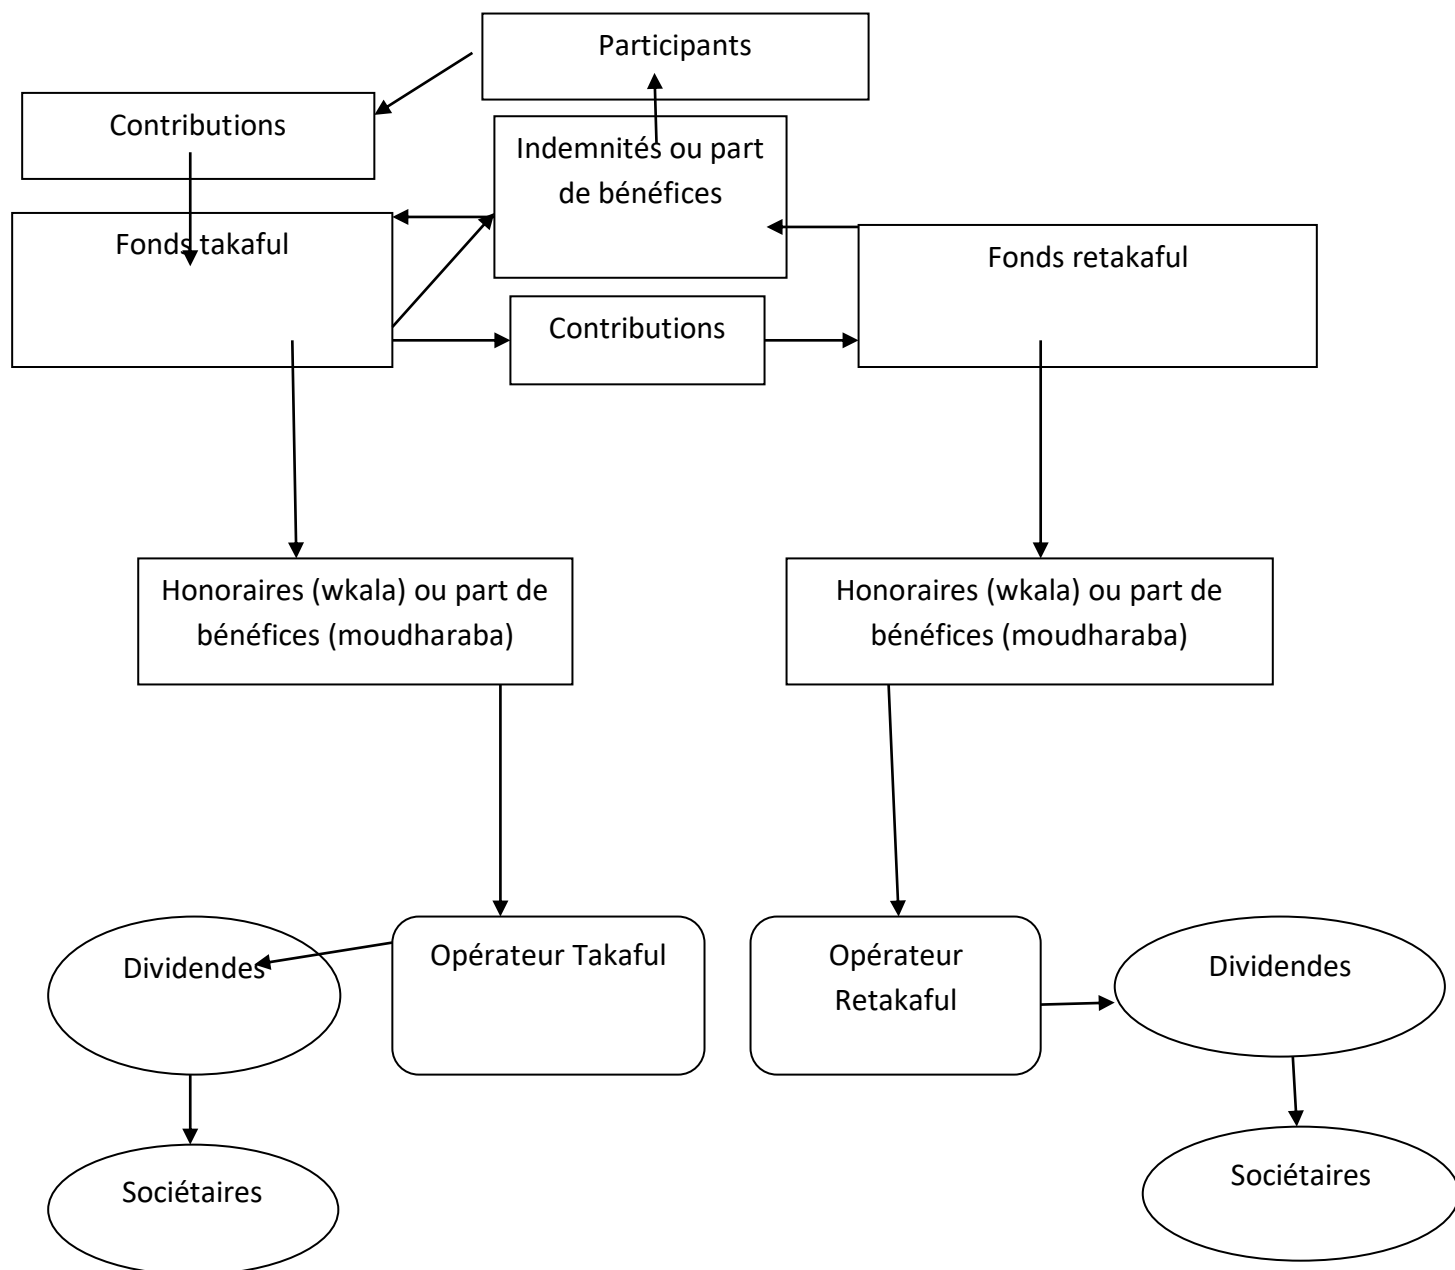 Participants
Contributions
Indemnités ou part
de bénéfices
Fonds takaful
Fonds retakaful
Contributions
Honoraires (wkala) ou part de
bénéfices (moudharaba)
Honoraires (wkala) ou part de
bénéfices (moudharaba)
Opérateur Takaful
Opérateur
Retakaful
Dividendes
Dividendes
Sociétaires
Sociétaires